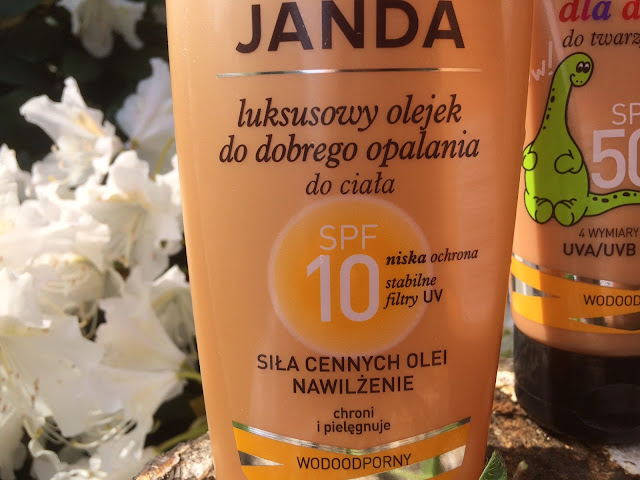 JANDA
luksusowy olejek
do dobrego opalania
do ciała
SPF
10
niska ochrona
stabilne
filtry UV
SIŁA CENNYCH OLEI
NAWILŻENIE
chroni
i pielęgnuje
WODOODPORNY
dla
do twarzy
w!
SP
50
4 WYMIARY
UVA/UVB
WODOODP